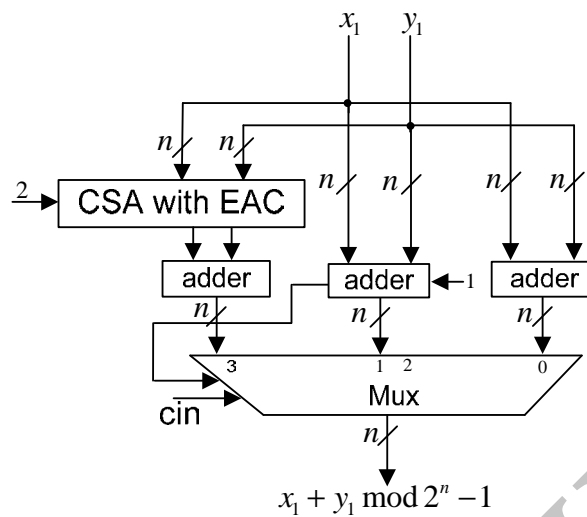 x₁ y₁
n n n n n n
2
CSA with EAC
adder adder 1 adder
n n n
3 1 2 0
Mux
cin
n
x₁ + y₁ mod 2ⁿ − 1